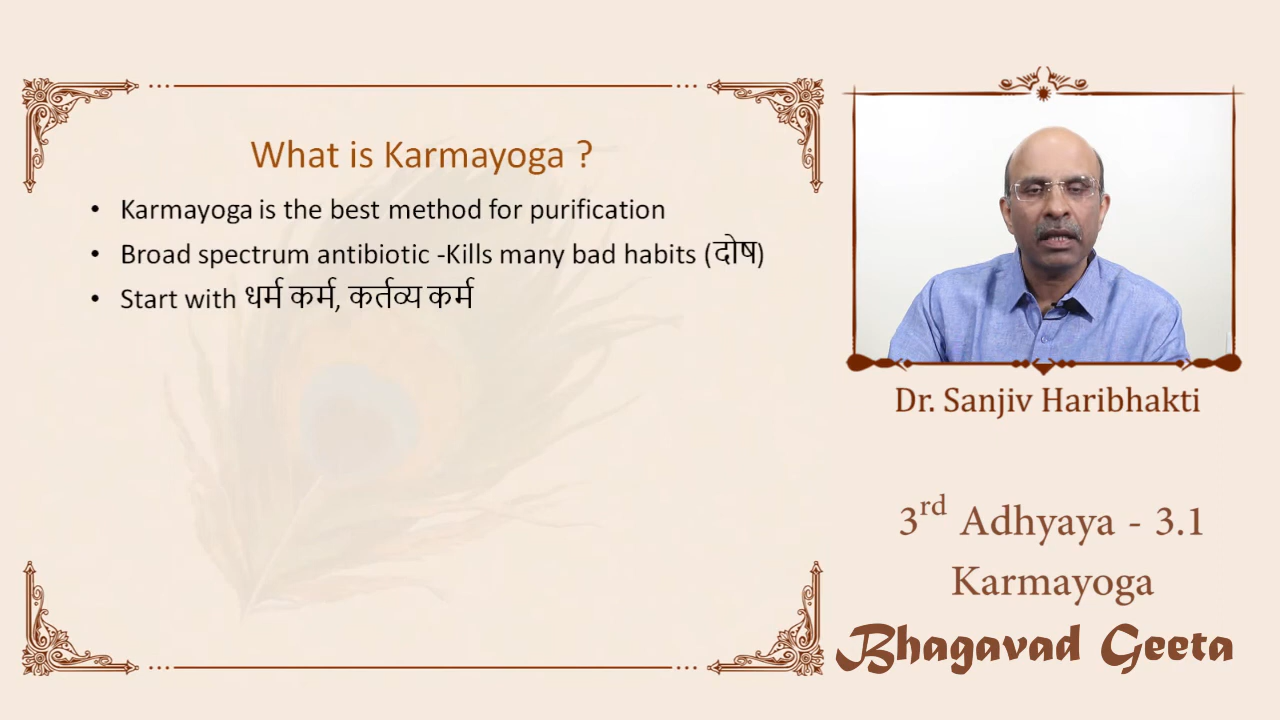 What is Karmayoga ?
• Karmayoga is the best method for purification
• Broad spectrum antibiotic -Kills many bad habits (दोष)
• Start with धर्म कर्म, कर्तव्य कर्म
Dr. Sanjiv Haribhakti
3rd Adhyaya - 3.1
Karmayoga
Bhagavad Geeta